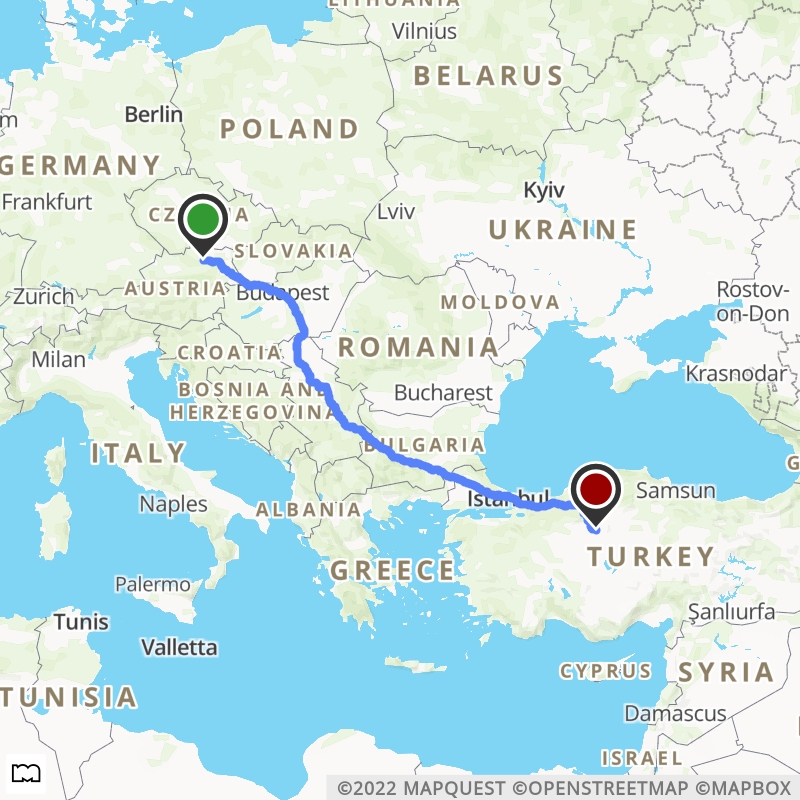 LITHUANIA
Vilnius
BELARUS
Berlin
POLAND
GERMANY
Frankfurt
Kyiv
Lviv
UKRAINE
SLOVAKIA
Zurich
AUSTRIA
Budapest
MOLDOVA
Rostov-
on-Don
Milan
CROATIA
ROMANIA
Krasnodar
BOSNIA AND
HERZEGOVINA
Bucharest
ITALY
BULGARIA
Naples
ALBANIA
Istanbul
Samsun
GREECE
TURKEY
Palermo
Tunis
Şanlıurfa
Valletta
CYPRUS
SYRIA
TUNISIA
Damascus
ISRAEL
©2022 MAPQUEST ©OPENSTREETMAP ©MAPBOX